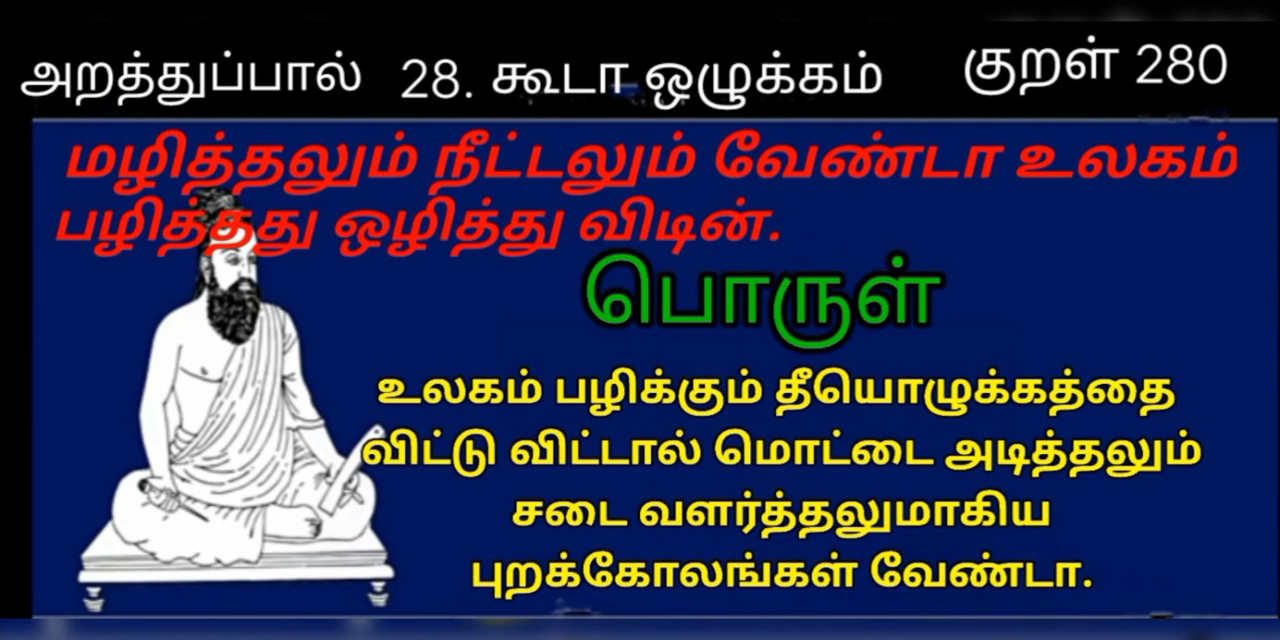 அறத்துப்பால் 28. கூடா ஒழுக்கம் குறள் 280
மழித்தலும் நீட்டலும் வேண்டா உலகம்
பழித்தது ஒழித்து விடின்.
பொருள்
உலகம் பழிக்கும் தீயொழுக்கத்தை
விட்டு விட்டால் மொட்டை அடித்தலும்
சடை வளர்த்தலுமாகிய
புறக்கோலங்கள் வேண்டா.